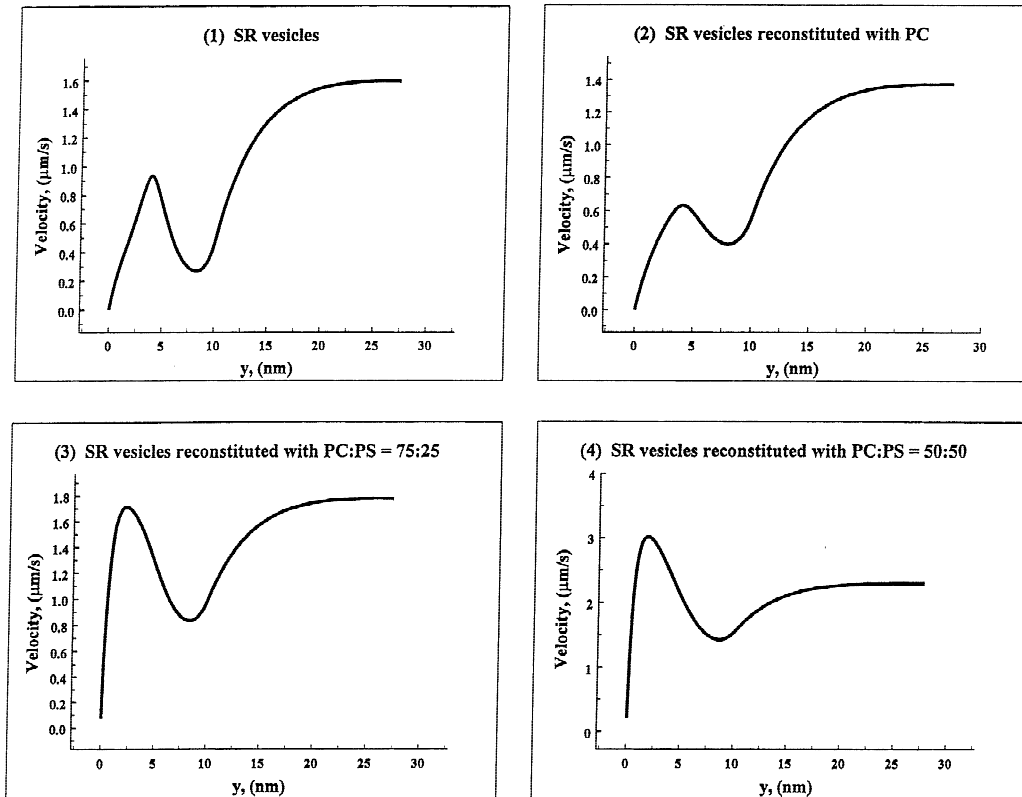 (1) SR vesicles
Velocity, (μm/s)
1.6
1.4
1.2
1.0
0.8
0.6
0.4
0.2
0.0
0 5 10 15 20 25 30
y, (nm)
(2) SR vesicles reconstituted with PC
Velocity, (μm/s)
1.4
1.2
1.0
0.8
0.6
0.4
0.2
0.0
0 5 10 15 20 25 30
y, (nm)
(3) SR vesicles reconstituted with PC:PS = 75:25
Velocity, (μm/s)
1.8
1.6
1.4
1.2
1.0
0.8
0.6
0.4
0.2
0.0
0 5 10 15 20 25 30
y, (nm)
(4) SR vesicles reconstituted with PC:PS = 50:50
Velocity, (μm/s)
4
3
2
1
0
0 5 10 15 20 25 30
y, (nm)